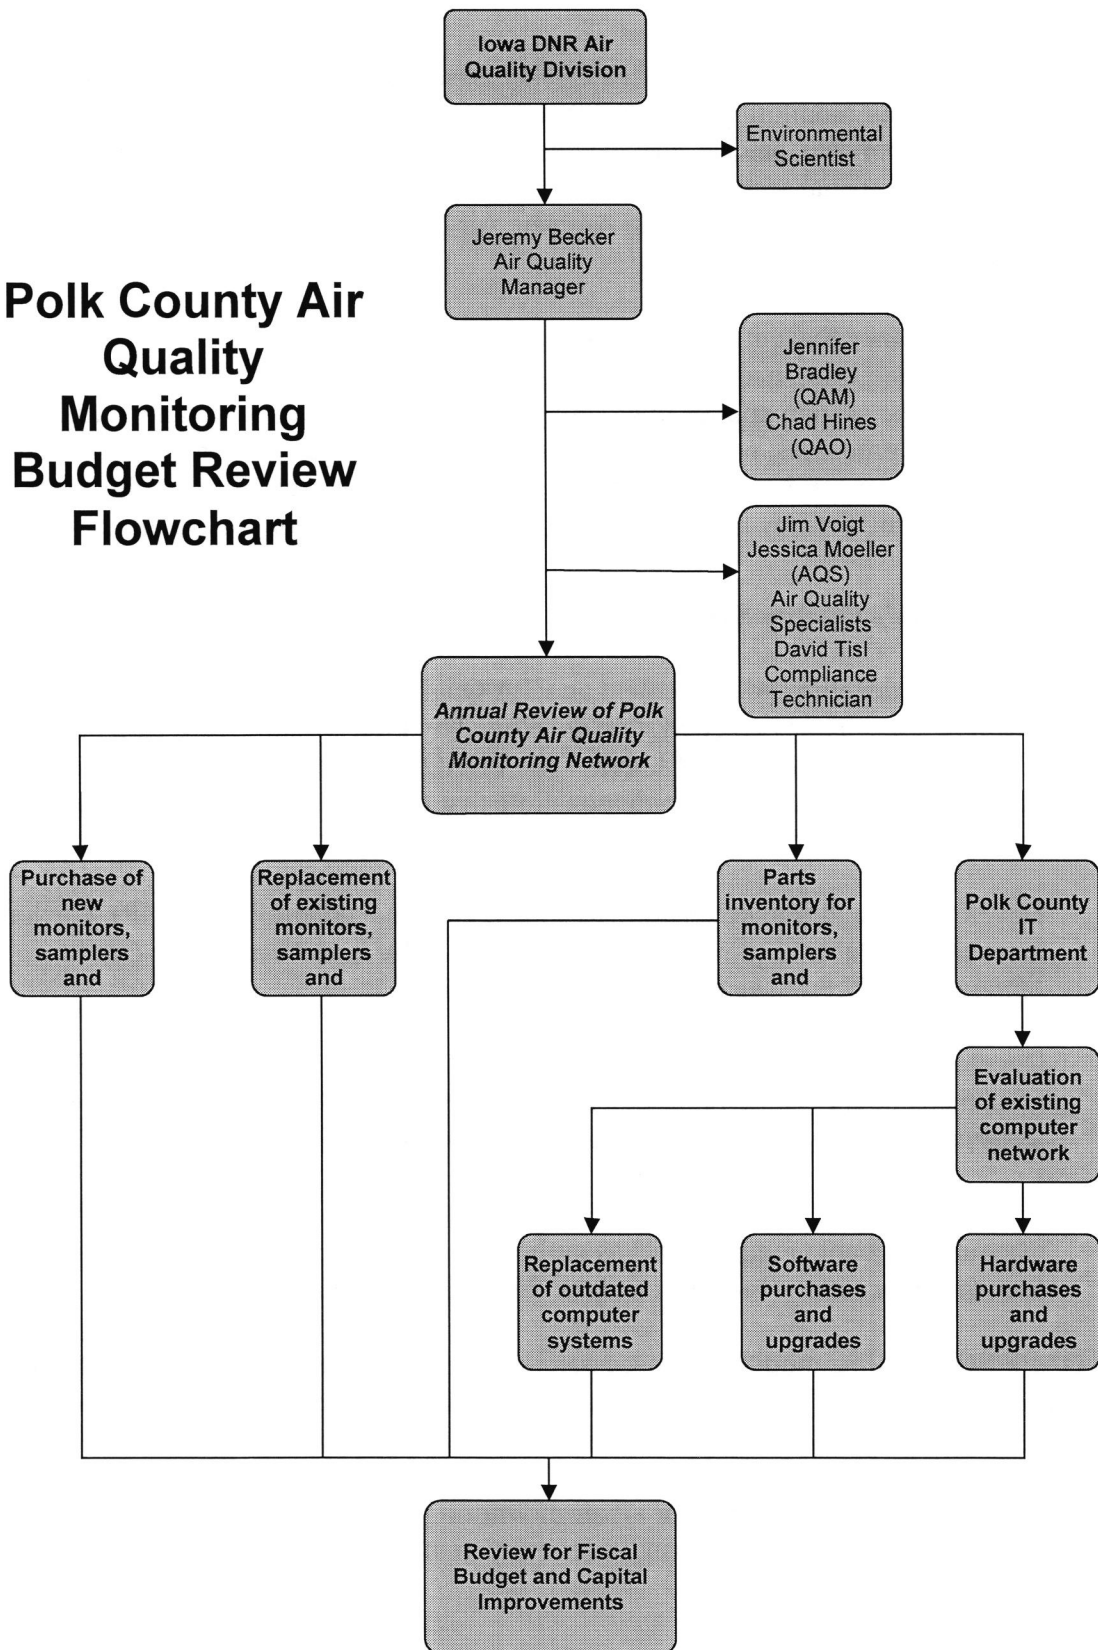 Iowa DNR Air
Quality Division
Environmental
Scientist
Jeremy Becker
Air Quality
Manager
Polk County Air
Quality
Monitoring
Budget Review
Flowchart
Jennifer
Bradley
(QAM)
Chad Hines
(QAO)
Jim Voigt
Jessica Moeller
(AQS)
Air Quality
Specialists
David Tisl
Compliance
Technician
Annual Review of Polk
County Air Quality
Monitoring Network
Purchase of
new
monitors,
samplers
and
Replacement
of existing
monitors,
samplers
and
Parts
inventory for
monitors,
samplers
and
Polk County
IT
Department
Evaluation
of existing
computer
network
Replacement
of outdated
computer
systems
Software
purchases
and
upgrades
Hardware
purchases
and
upgrades
Review for Fiscal
Budget and Capital
Improvements